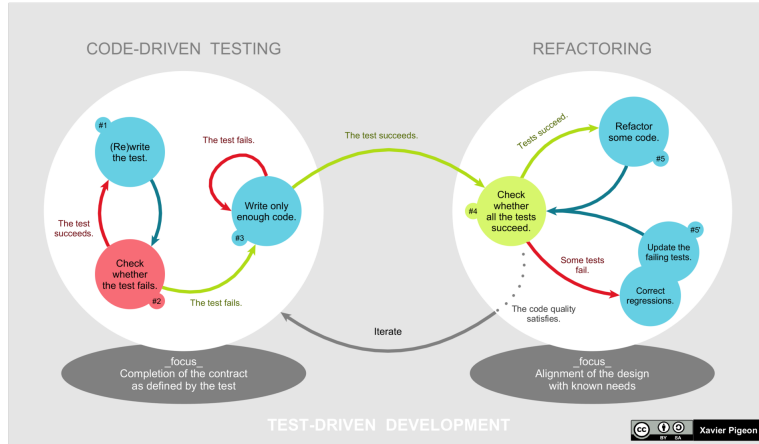 CODE-DRIVEN TESTING
REFACTORING
#1
(Re)write
the test.
The test
succeeds.
Check
whether
the test fails.
#2
The test fails.
The test fails.
Write only
enough code.
#3
The test succeeds.
#4
Check
whether
all the tests
succeed.
Tests succeed.
Refactor
some code.
#5
#5'
Update the
failing tests.
Correct
regressions.
Some tests
fail.
The code quality
satisfies.
Iterate
_focus_
Completion of the contract
as defined by the test
_focus_
Alignment of the design
with known needs
TEST-DRIVEN DEVELOPMENT
cc
BY SA
Xavier Pigeon